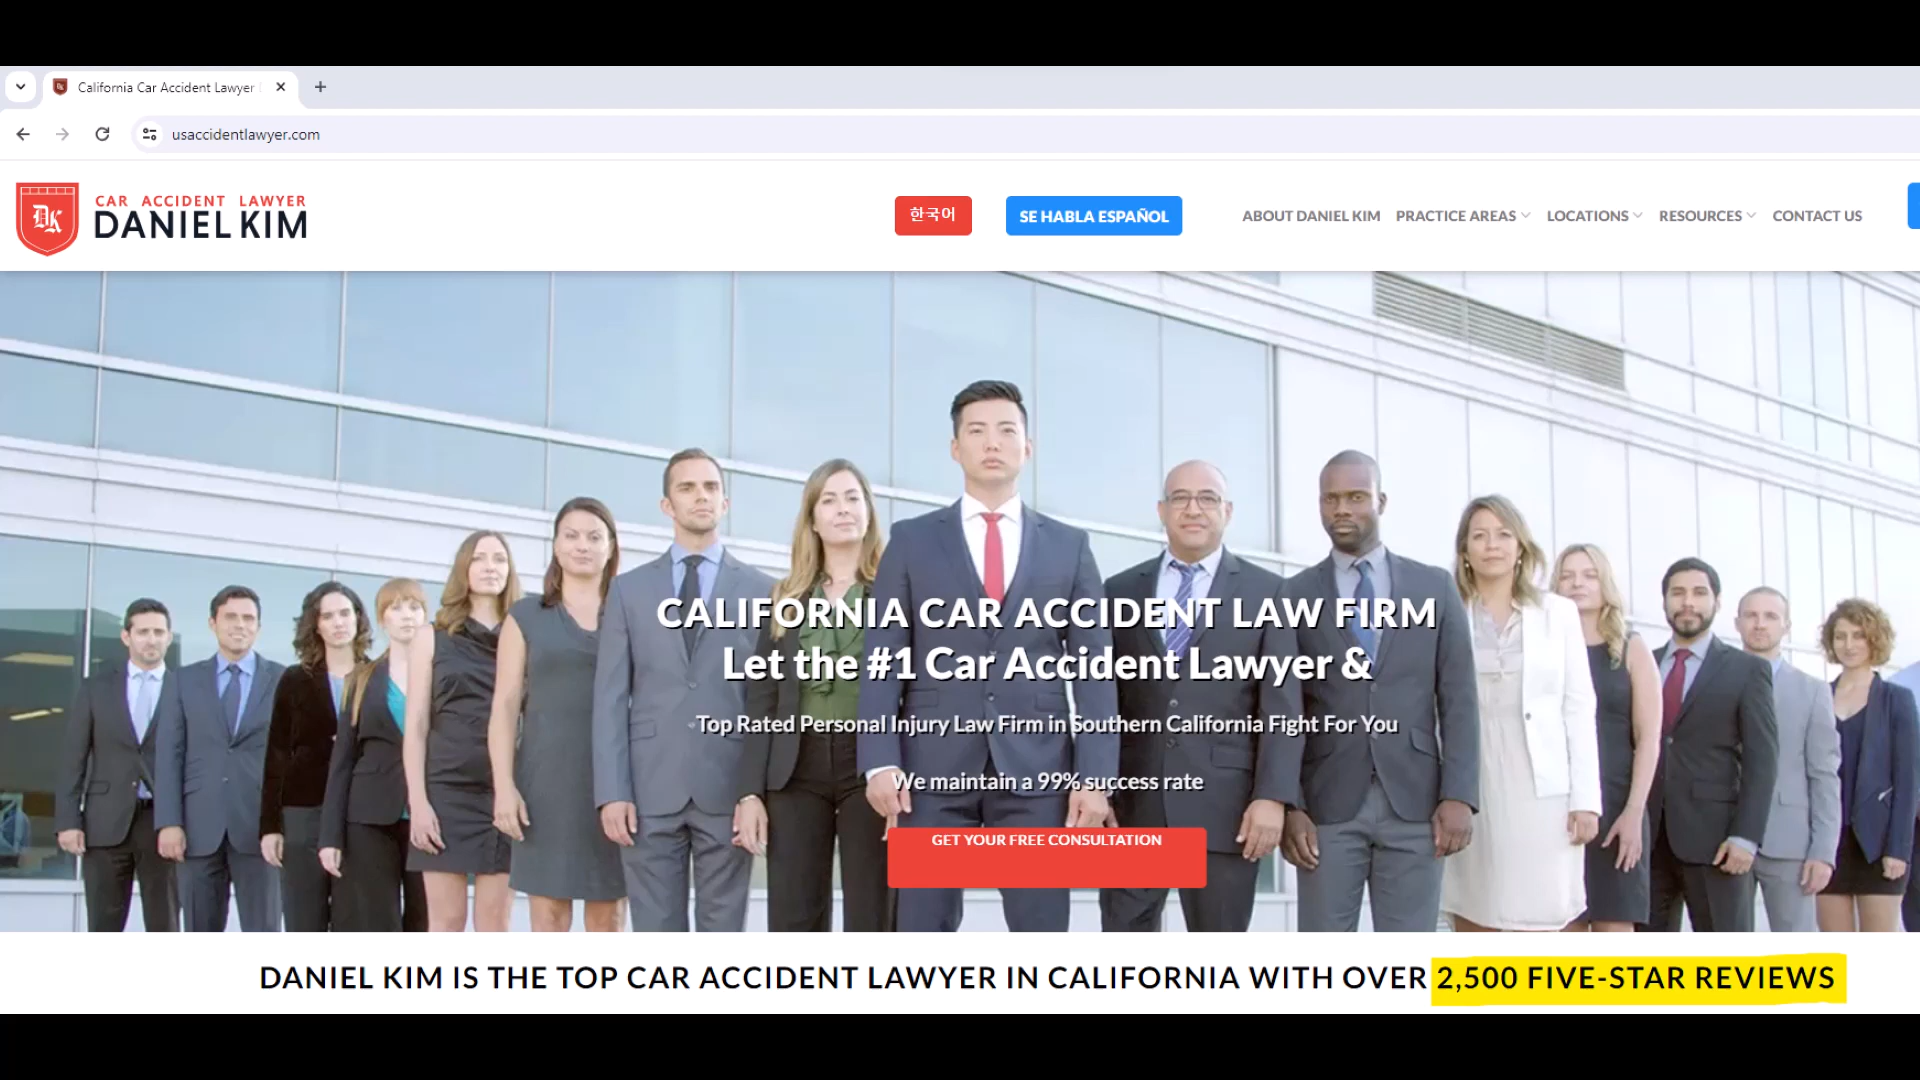 California Car Accident Lawyer
usaccidentlawyer.com
DK
CAR ACCIDENT LAWYER
DANIEL KIM
한국어
SE HABLA ESPAÑOL
ABOUT DANIEL KIM
PRACTICE AREAS
LOCATIONS
RESOURCES
CONTACT US
CALIFORNIA CAR ACCIDENT LAW FIRM
Let the #1 Car Accident Lawyer &
Top Rated Personal Injury Law Firm in Southern California Fight For You
We maintain a 99% success rate
GET YOUR FREE CONSULTATION
DANIEL KIM IS THE TOP CAR ACCIDENT LAWYER IN CALIFORNIA WITH OVER 2,500 FIVE-STAR REVIEWS